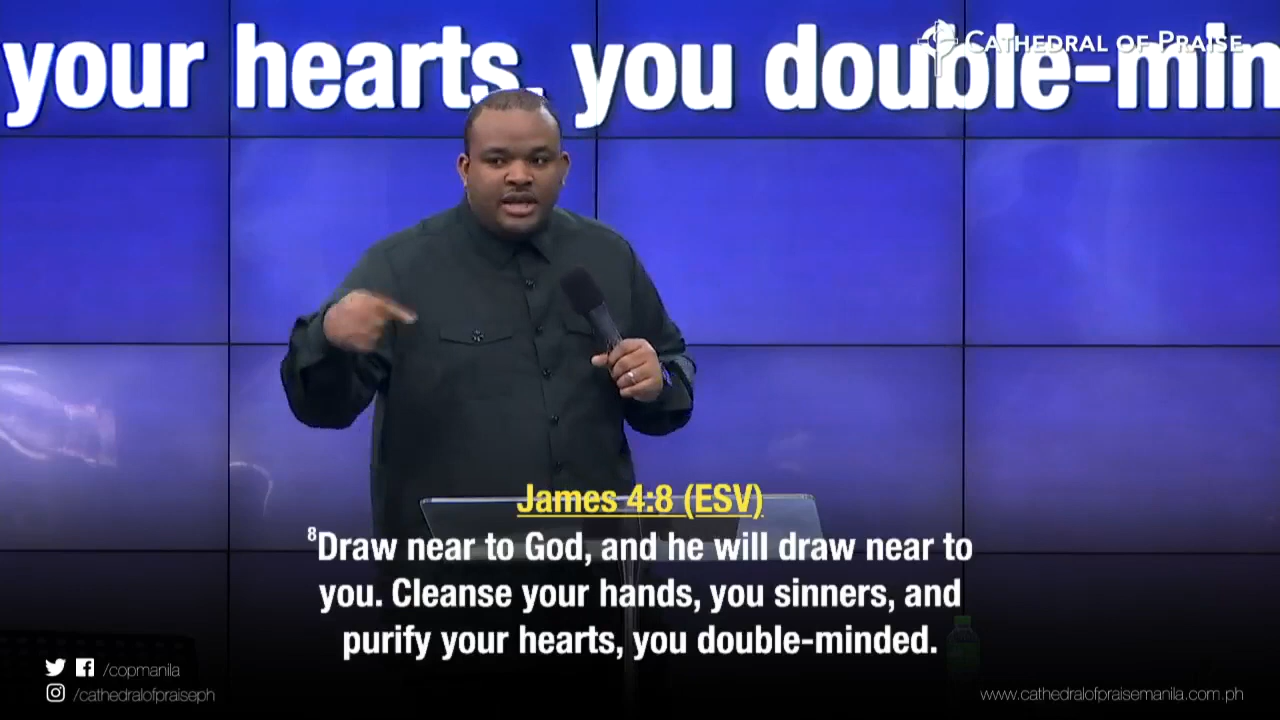 your hearts, you double-min
CATHEDRAL OF PRAISE
James 4:8 (ESV)
8Draw near to God, and he will draw near to
you. Cleanse your hands, you sinners, and
purify your hearts, you double-minded.
/copmanila
/cathedralofpraiseph
www.cathedralofpraisemanila.com.ph